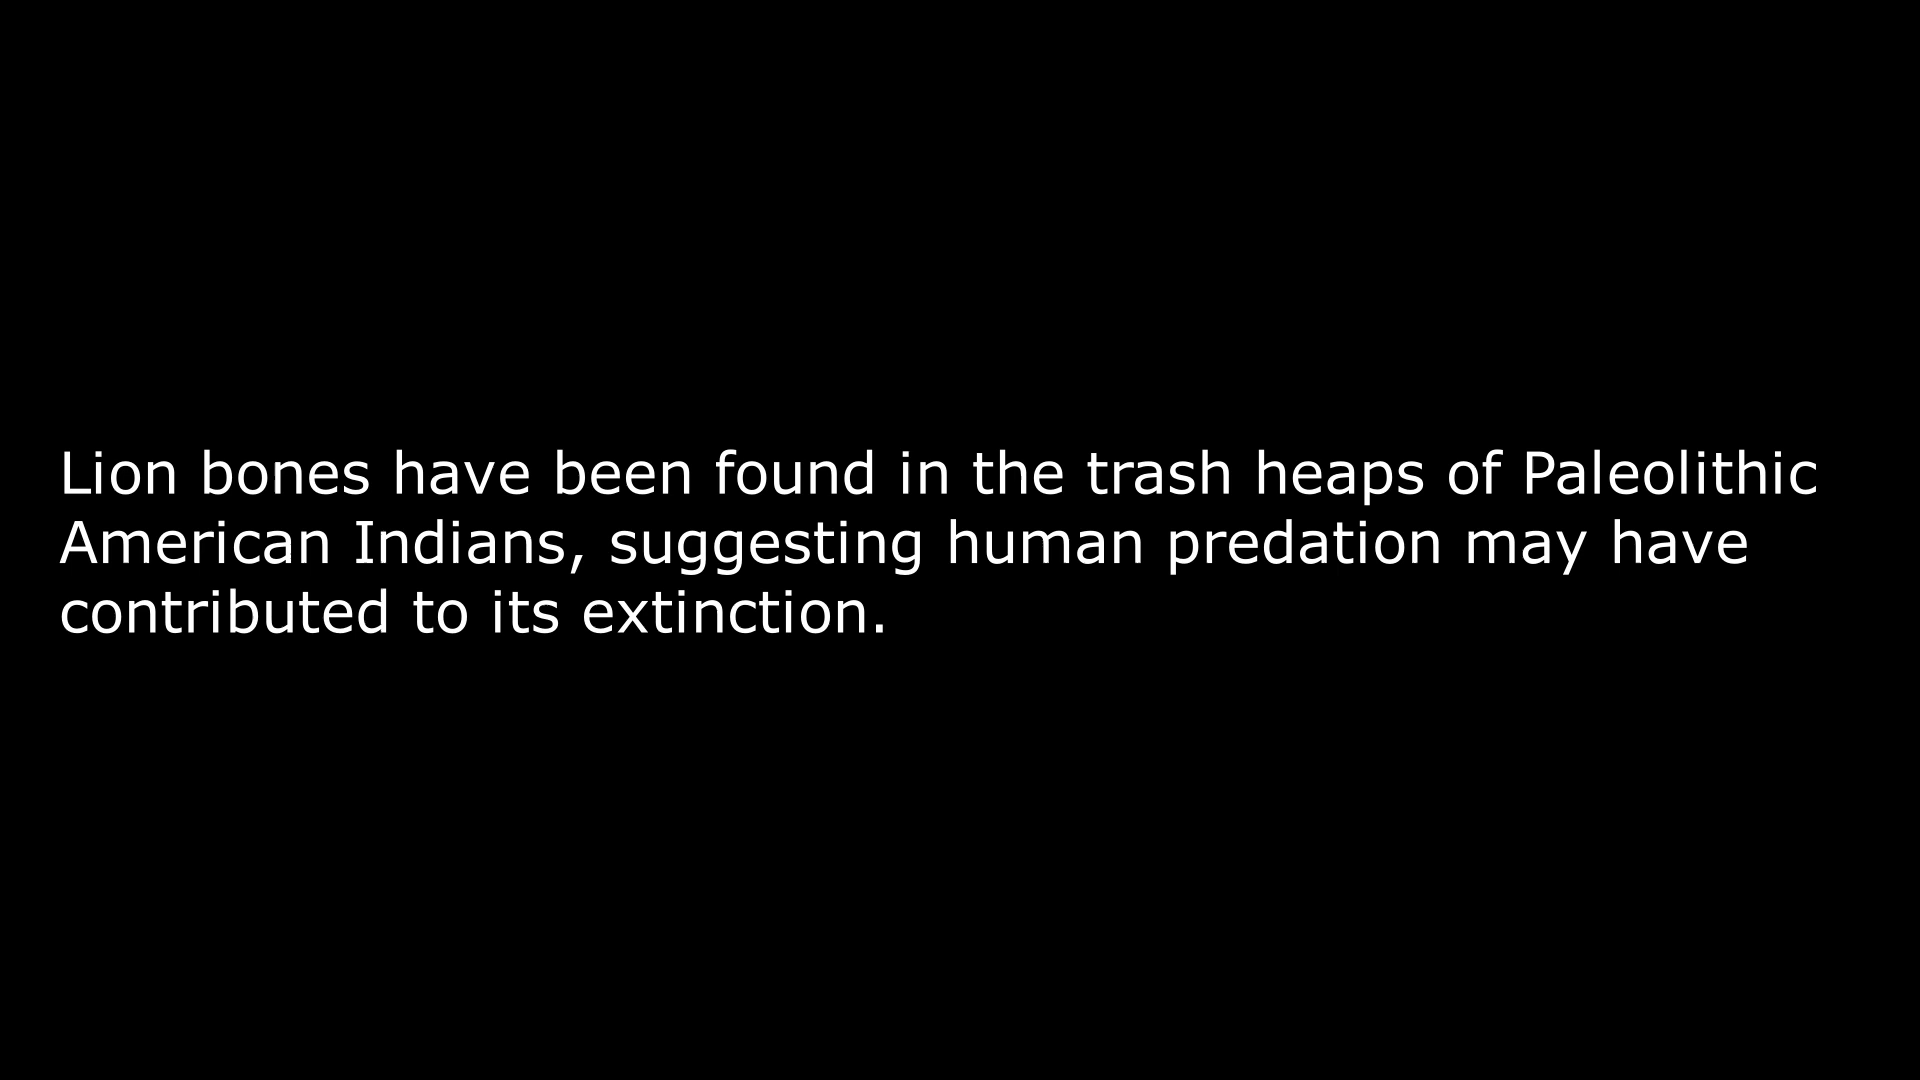 Lion bones have been found in the trash heaps of Paleolithic
American Indians, suggesting human predation may have
contributed to its extinction.